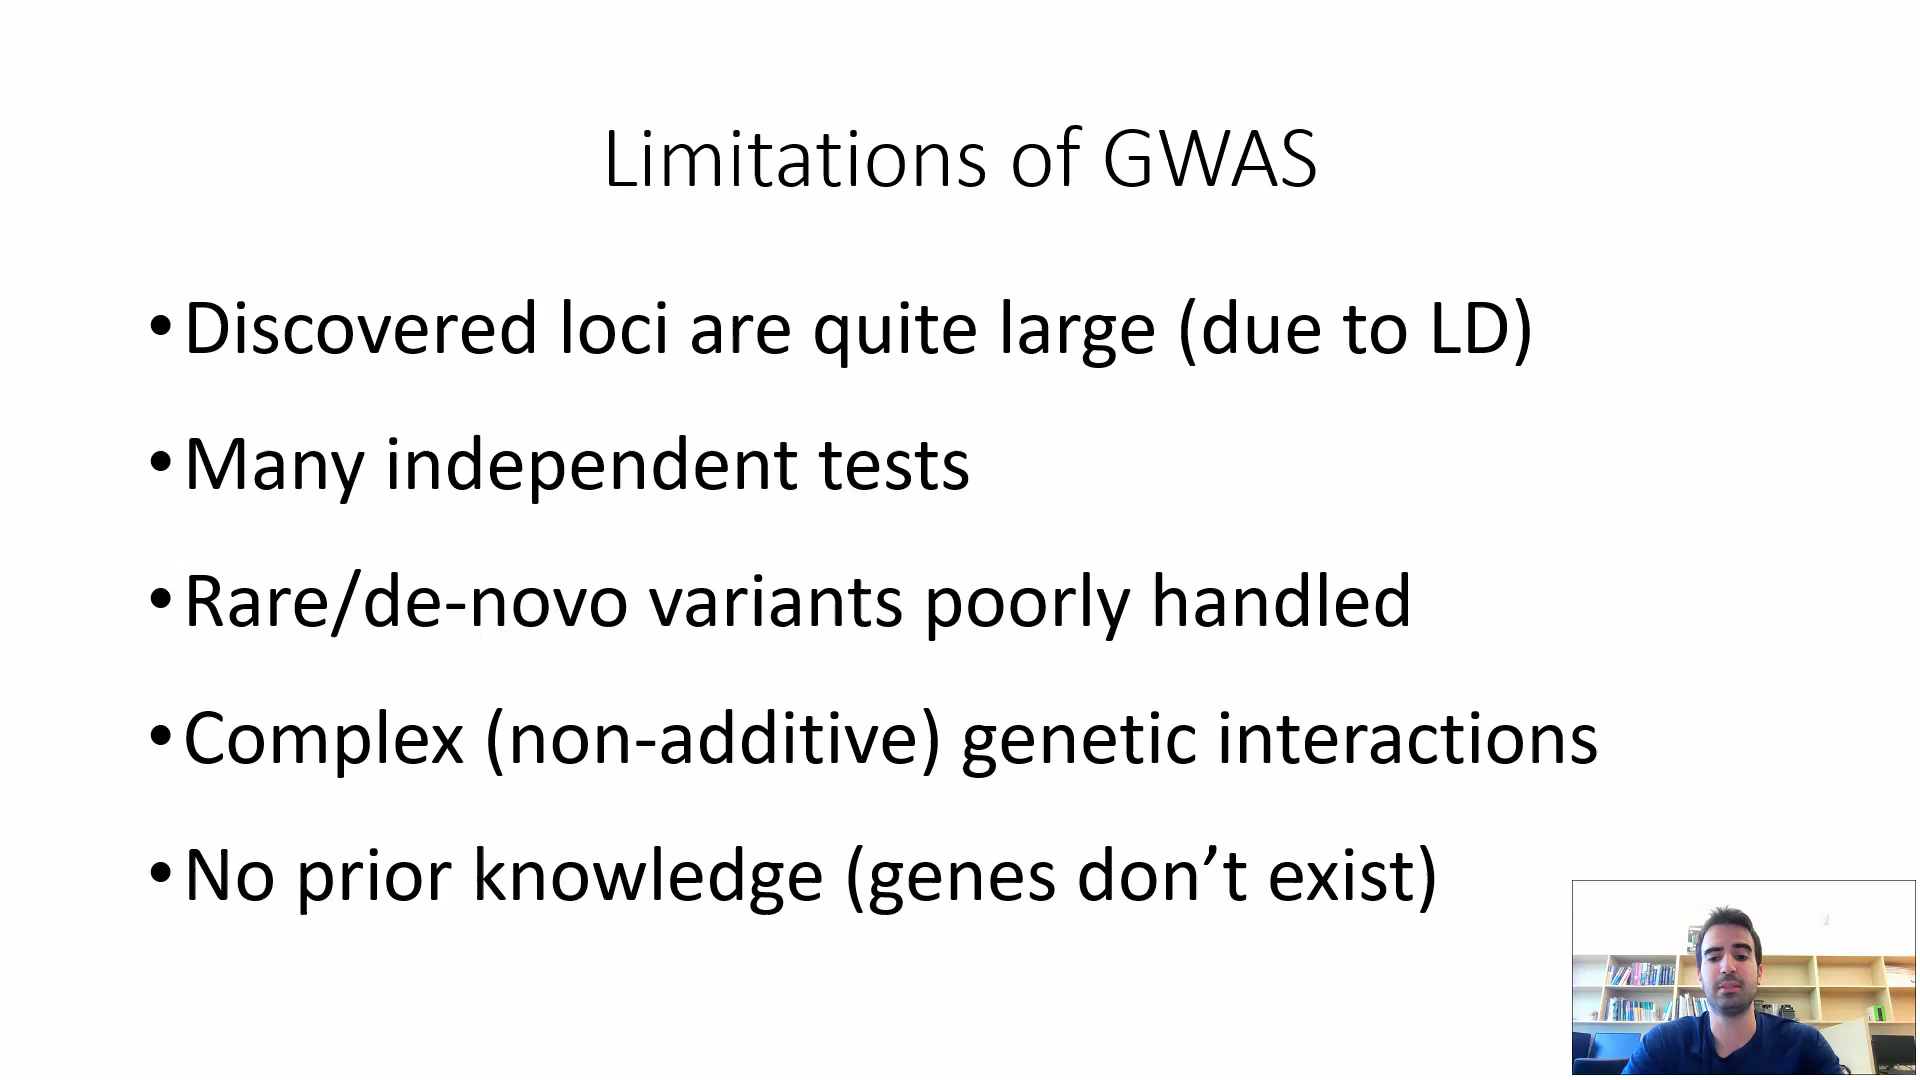 Limitations of GWAS
•Discovered loci are quite large (due to LD)
•Many independent tests
•Rare/de-novo variants poorly handled
•Complex (non-additive) genetic interactions
•No prior knowledge (genes don’t exist)